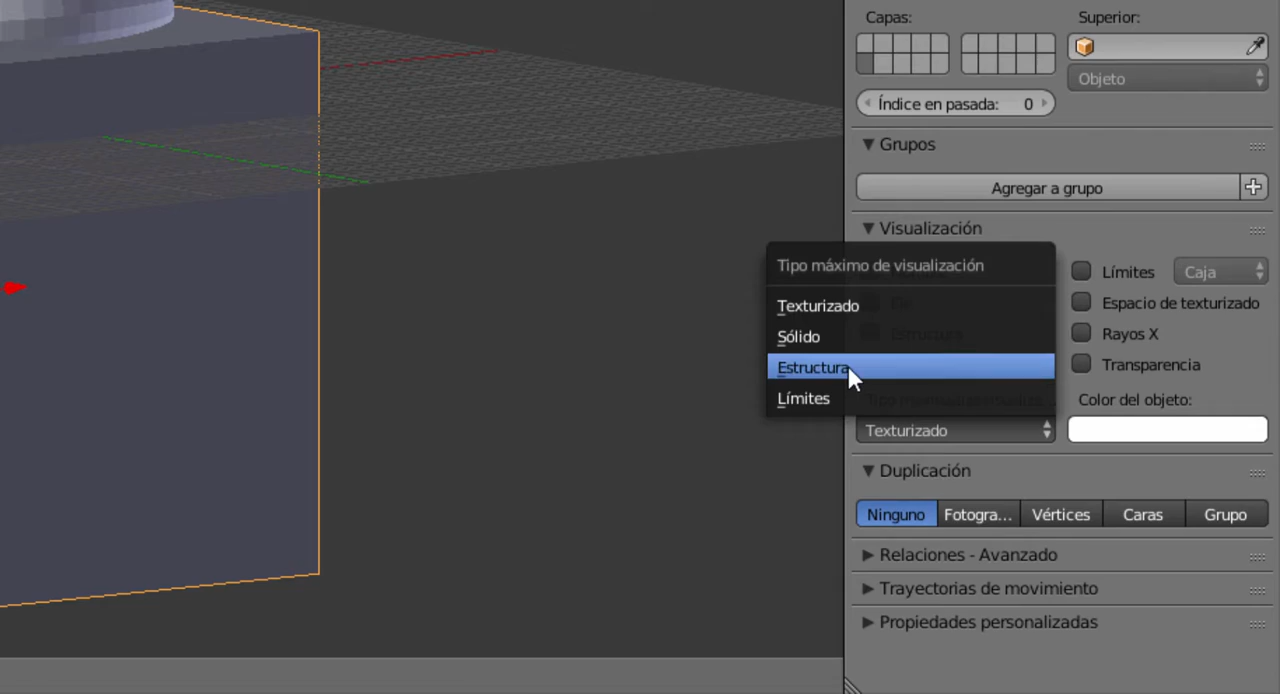 Capas:
Superior:
Objeto
Índice en pasada: 0
Grupos
Agregar a grupo
Visualización
Tipo máximo de visualización
Texturizado
Sólido
Estructura
Límites
Límites
Caja
Espacio de texturizado
Rayos X
Transparencia
Color del objeto:
Texturizado
Duplicación
Ninguno
Fotogra...
Vértices
Caras
Grupo
Relaciones - Avanzado
Trayectorias de movimiento
Propiedades personalizadas